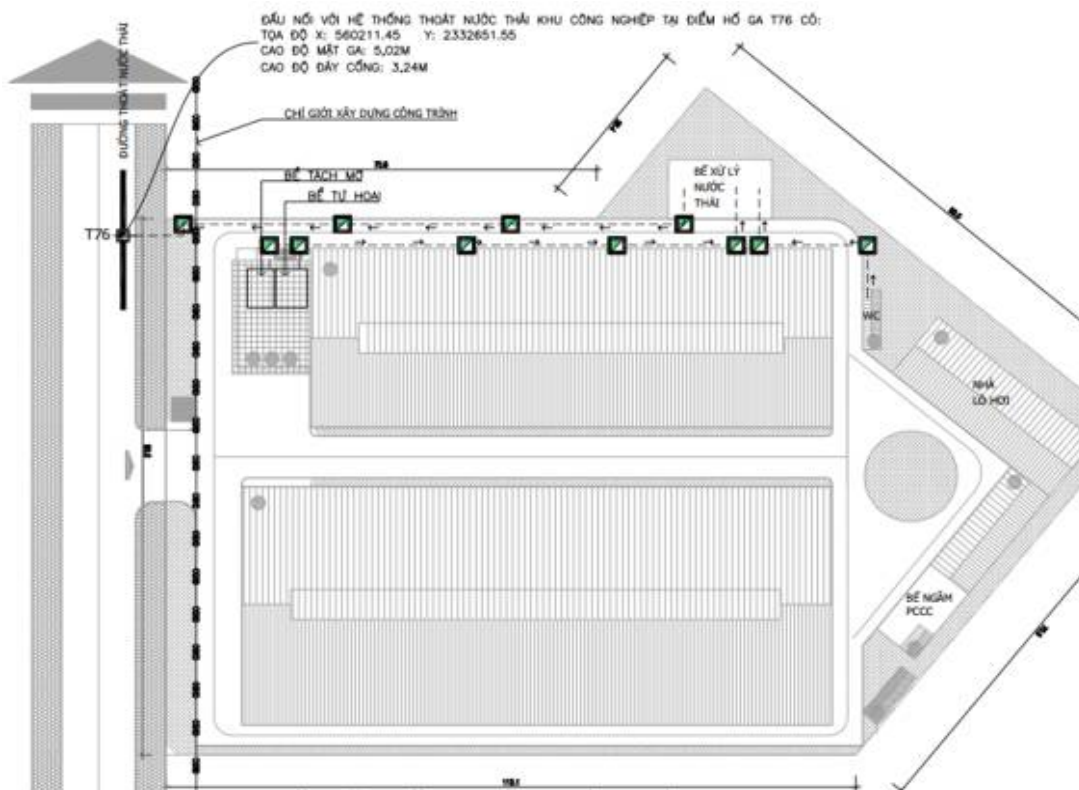 ĐẤU NỐI VỚI HỆ THỐNG THOÁT NƯỚC THẢI KHU CÔNG NGHIỆP TẠI ĐIỂM HỐ GA T76 CÓ:
TỌA ĐỘ X: 560211.45 Y: 2332651.55
CAO ĐỘ MẶT GA: 5,02M
CAO ĐỘ ĐÁY CỐNG: 3,24M
ĐƯỜNG THOÁT NƯỚC THẢI
CHỈ GIỚI XÂY DỰNG CÔNG TRÌNH
BỂ TÁCH MỠ
BỂ TỰ HOẠI
BỂ XỬ LÝ
NƯỚC
THẢI
T76
WC
NHÀ
LÒ HƠI
BỂ NGẦM
PCCC